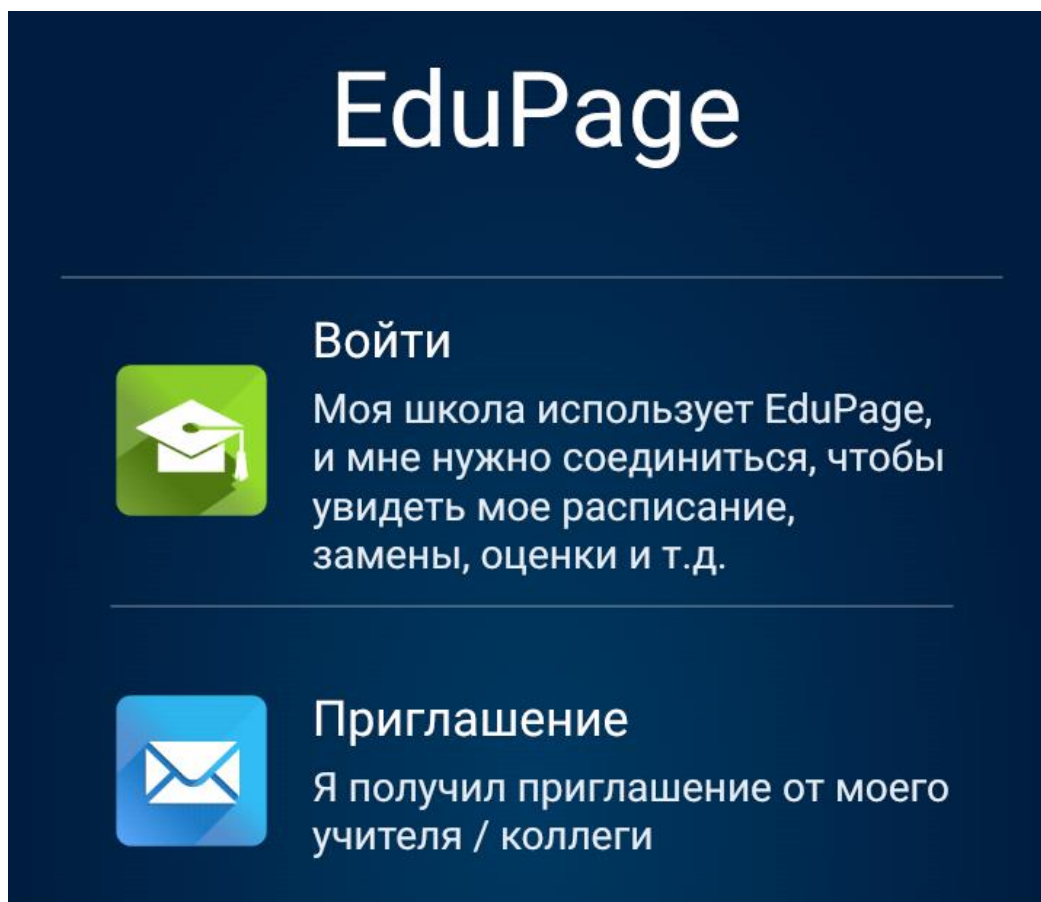 EduPage
Войти
Моя школа использует EduPage,
и мне нужно соединиться, чтобы
увидеть мое расписание,
замены, оценки и т.д.
Приглашение
Я получил приглашение от моего
учителя / коллеги